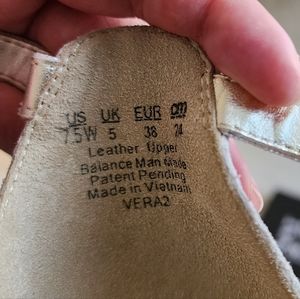 US UK EUR cm
7.5W 5 38 24
Leather Upper
Balance Man Made
Patent Pending
Made in Vietnam
VERA2